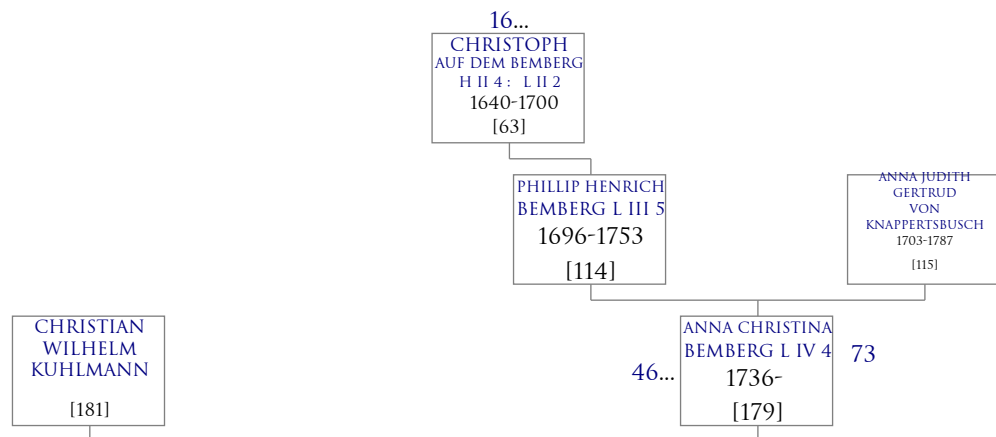 16...
CHRISTOPH
AUF DEM BEMBERG
H II 4 : L II 2
1640-1700
[63]
PHILLIP HENRICH
BEMBERG L III 5
1696-1753
[114]
ANNA JUDITH
GERTRUD
VON
KNAPPERTSBUSCH
1703-1787
[115]
CHRISTIAN
WILHELM
KUHLMANN
[181]
46...
ANNA CHRISTINA
BEMBERG L IV 4
1736-
[179]
73